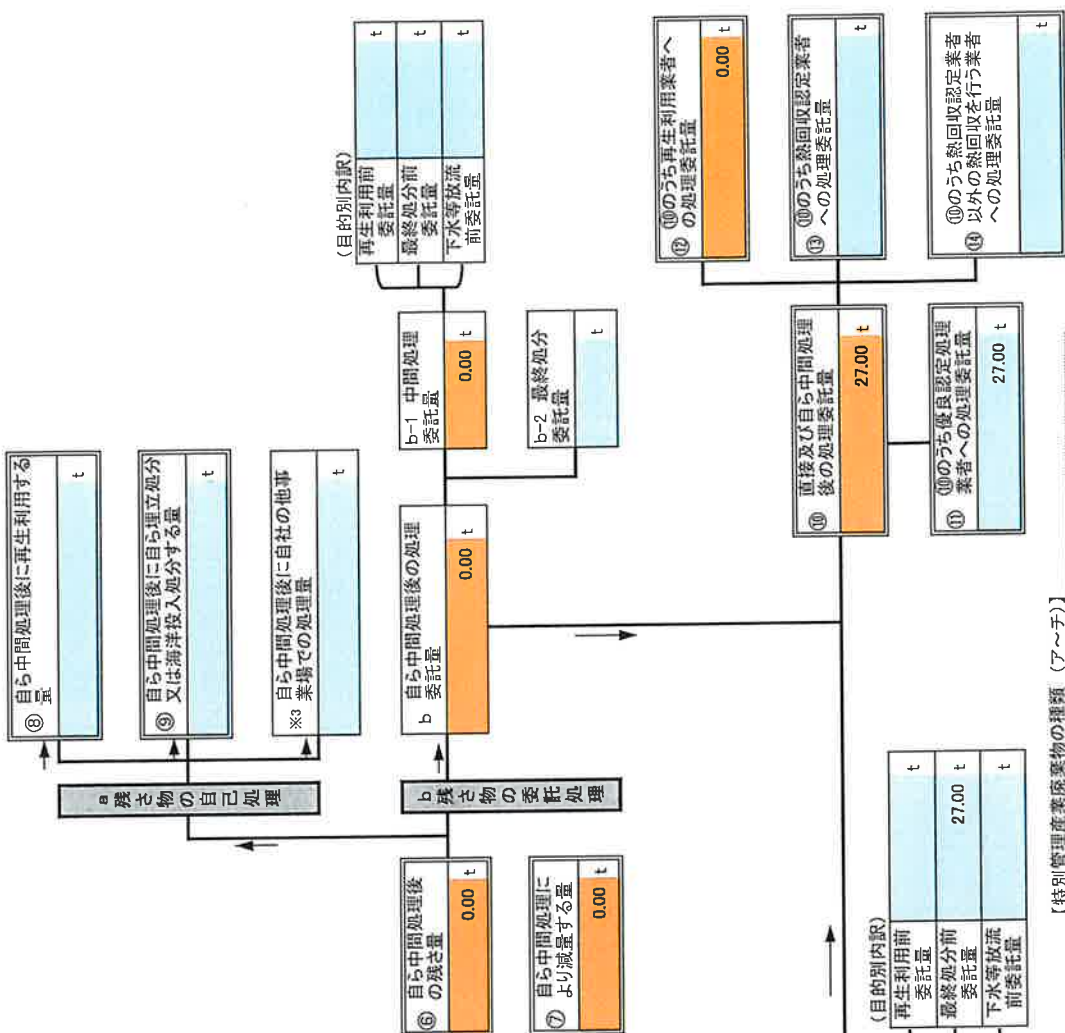 ⑧ 自ら中間処理後に再生利用する
量
t
⑨ 自ら中間処理後に自ら埋立処分
又は海洋投入処分する量
t
※3 自ら中間処理後に自社の他事
業場での処理量
t
a 残さ物の自己処理
b 残さ物の委託処理
⑥ 自ら中間処理後
の残さ量
0.00 t
⑦ 自ら中間処理に
より減量する量
0.00 t
b 自ら中間処理後の処理
委託量
0.00 t
b-1 中間処理
委託量
0.00 t
b-2 最終処分
委託量
t
(目的別内訳)
再生利用前
委託量
t
最終処分前
委託量
t
下水等放流
前委託量
t
(目的別内訳)
再生利用前
委託量
t
最終処分前
委託量
27.00 t
下水等放流
前委託量
t
⑩ 直接及び自ら中間処理
後の処理委託量
27.00 t
⑪ ⑩のうち優良認定処理
業者への処理委託量
27.00 t
⑫ ⑩のうち再生利用業者へ
の処理委託量
0.00 t
⑬ ⑩のうち熱回収認定業者
への処理委託量
t
⑭ ⑩のうち熱回収認定業者
以外の熱回収を行う業者
への処理委託量
t
【特別管理産業廃棄物の種類 (ア~チ)】